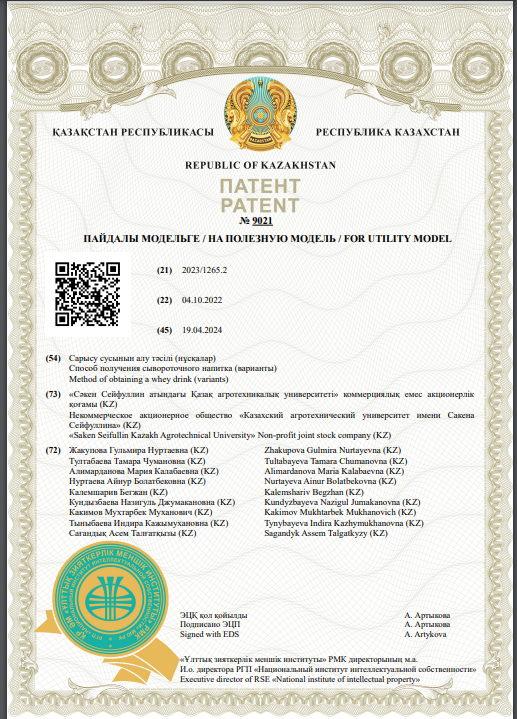 ҚАЗАҚСТАН РЕСПУБЛИКАСЫ
РЕСПУБЛИКА КАЗАХСТАН
REPUBLIC OF KAZAKHSTAN
ПАТЕНТ
PATENT
№ 9021
ПАЙДАЛЫ МОДЕЛЬГЕ / НА ПОЛЕЗНУЮ МОДЕЛЬ / FOR UTILITY MODEL
(21) 2023/1265.2
(22) 04.10.2022
(45) 19.04.2024
(54) Сарысу сусынын алу тәсілі (нұсқалар)
Способ получения сывороточного напитка (варианты)
Method of obtaining a whey drink (variants)
(73) «Сәкен Сейфуллин атындағы Қазақ агротехникалық университеті» коммерциялық емес акционерлік
қоғамы (KZ)
Некоммерческое акционерное общество «Казахский агротехнический университет имени Сакена
Сейфуллина» (KZ)
«Saken Seifullin Kazakh Agrotechnical University» Non-profit joint stock company (KZ)
(72) Жакупова Гульмира Нуртаевна (KZ) Zhakupova Gulmira Nurtayevna (KZ)
Тултабаева Тамара Чумановна (KZ) Tultabayeva Tamara Chumanovna (KZ)
Алимарданова Мария Калабаевна (KZ) Alimardanova Maria Kalabaevna (KZ)
Нуртаева Айнур Болатбековна (KZ) Nurtayeva Ainur Bolatbekovna (KZ)
Калемшарив Бегжан (KZ) Kalemshariv Begzhan (KZ)
Кундызбаева Назигуль Джумакановна (KZ) Kundyzbayeva Nazigul Jumakanovna (KZ)
Какимов Мухтарбек Муханович (KZ) Kakimov Mukhtarbek Mukhanovich (KZ)
Тыныбаева Индира Кажымухановна (KZ) Tynybayeva Indira Kazhymukhanovna (KZ)
Сағандық Асем Талғатқызы (KZ) Sagandyk Assem Talgatkyzy (KZ)
ЭЦҚ қол қойылды А. Артыкова
Подписано ЭЦП А. Артыкова
Signed with EDS A. Artykova
«Ұлттық зияткерлік меншік институты» РМК директорының м.а.
И.о. директора РГП «Национальный институт интеллектуальной собственности»
Executive director of RSE «National institute of intellectual property»